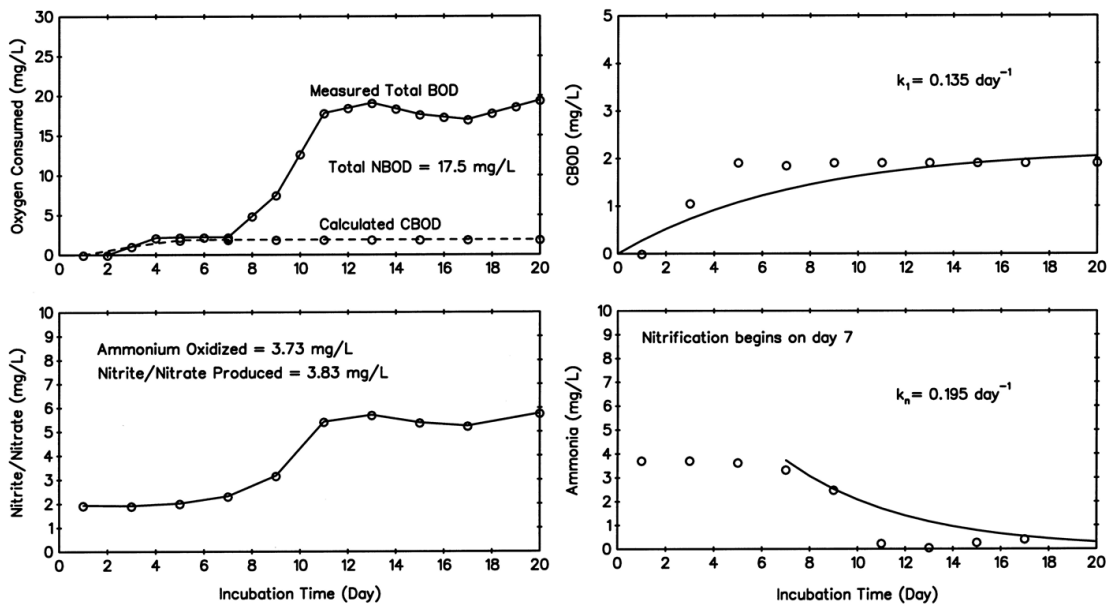 Oxygen Consumed (mg/L)
30
25
20
15
10
5
0
Measured Total BOD
Total NBOD = 17.5 mg/L
Calculated CBOD
0 2 4 6 8 10 12 14 16 18 20
CBOD (mg/L)
5
4
3
2
1
0
k₁ = 0.135 day⁻¹
0 2 4 6 8 10 12 14 16 18 20
Nitrite/Nitrate (mg/L)
10
9
8
7
6
5
4
3
2
1
0
Ammonium Oxidized = 3.73 mg/L
Nitrite/Nitrate Produced = 3.83 mg/L
0 2 4 6 8 10 12 14 16 18 20
Incubation Time (Day)
Ammonia (mg/L)
10
9
8
7
6
5
4
3
2
1
0
Nitrification begins on day 7
kₙ= 0.195 day⁻¹
0 2 4 6 8 10 12 14 16 18 20
Incubation Time (Day)